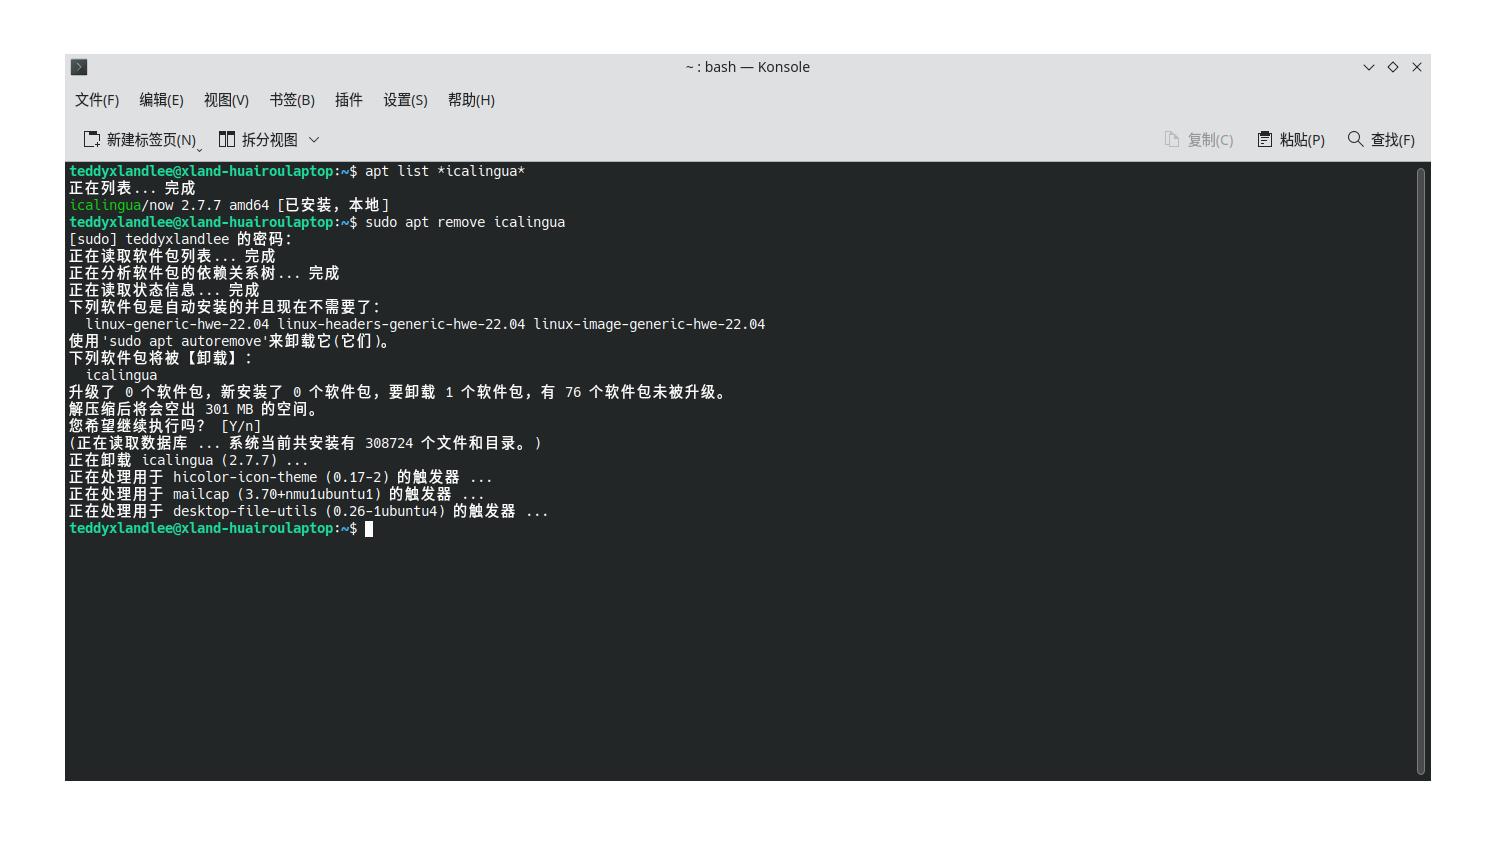 ~ : bash — Konsole
文件(F) 编辑(E) 视图(V) 书签(B) 插件 设置(S) 帮助(H)
新建标签页(N) 拆分视图 复制(C) 粘贴(P) 查找(F)
teddyxlandlee@xland-huairoulaptop:~$ apt list *icalingua*
正在列表... 完成
icalingua/now 2.7.7 amd64 [已安装，本地]
teddyxlandlee@xland-huairoulaptop:~$ sudo apt remove icalingua
[sudo] teddyxlandlee 的密码：
正在读取软件包列表... 完成
正在分析软件包的依赖关系树... 完成
正在读取状态信息... 完成
下列软件包是自动安装的并且现在不需要了：
  linux-generic-hwe-22.04 linux-headers-generic-hwe-22.04 linux-image-generic-hwe-22.04
使用'sudo apt autoremove'来卸载它(它们)。
下列软件包将被【卸载】：
  icalingua
升级了 0 个软件包，新安装了 0 个软件包，要卸载 1 个软件包，有 76 个软件包未被升级。
解压缩后将会空出 301 MB 的空间。
您希望继续执行吗？ [Y/n]
(正在读取数据库 ... 系统当前共安装有 308724 个文件和目录。)
正在卸载 icalingua (2.7.7) ...
正在处理用于 hicolor-icon-theme (0.17-2) 的触发器 ...
正在处理用于 mailcap (3.70+nmu1ubuntu1) 的触发器 ...
正在处理用于 desktop-file-utils (0.26-1ubuntu4) 的触发器 ...
teddyxlandlee@xland-huairoulaptop:~$